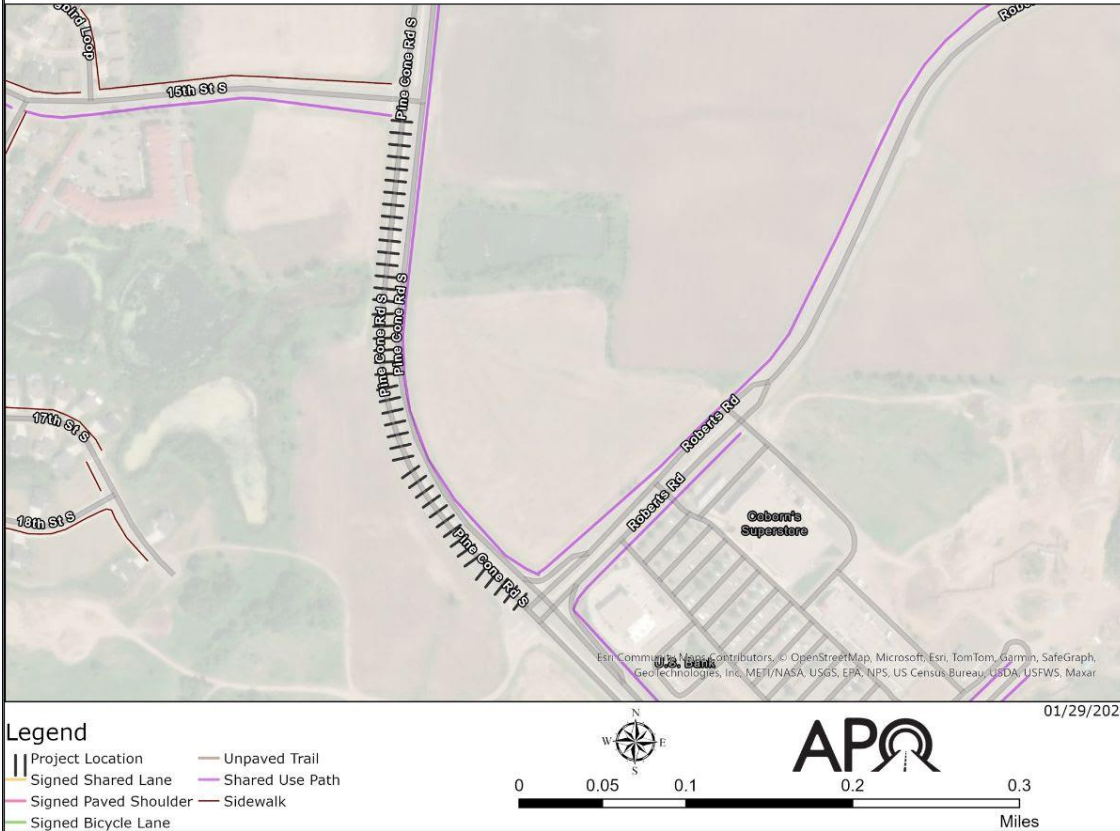 15th St S
Pine Cone Rd S
Pine Cone Rd S
Pine Cone Rd S
Roberts Rd
Roberts Rd
17th St S
18th St S
Pine Cone Rd S
Coborn's
Superstore
U.S. Bank
Esri Community Maps Contributors, © OpenStreetMap, Microsoft, Esri, TomTom, Garmin, SafeGraph,
GeoTechnologies, Inc, METI/NASA, USGS, EPA, NPS, US Census Bureau, USDA, USFWS, Maxar
01/29/202
Legend
Project Location
Signed Shared Lane
Signed Paved Shoulder
Signed Bicycle Lane
Unpaved Trail
Shared Use Path
Sidewalk
N
W E
S
APO
0 0.05 0.1 0.2 0.3
Miles